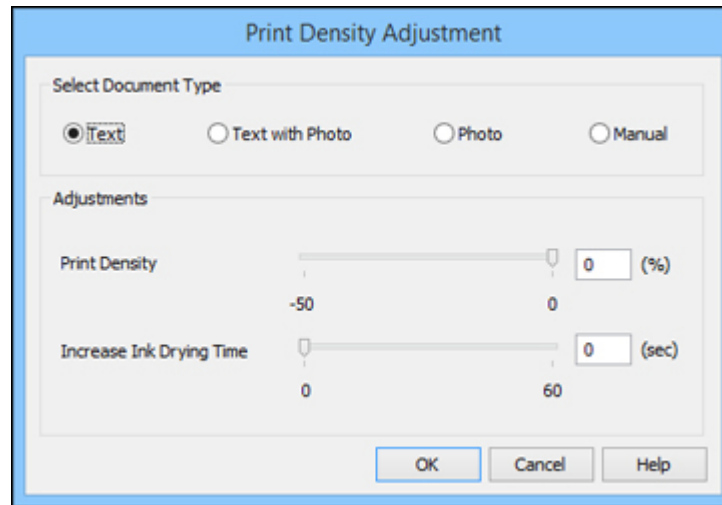 Print Density Adjustment
Select Document Type
Text Text with Photo Photo Manual
Adjustments
Print Density 0 (%)
-50 0
Increase Ink Drying Time 0 (sec)
0 60
OK Cancel Help